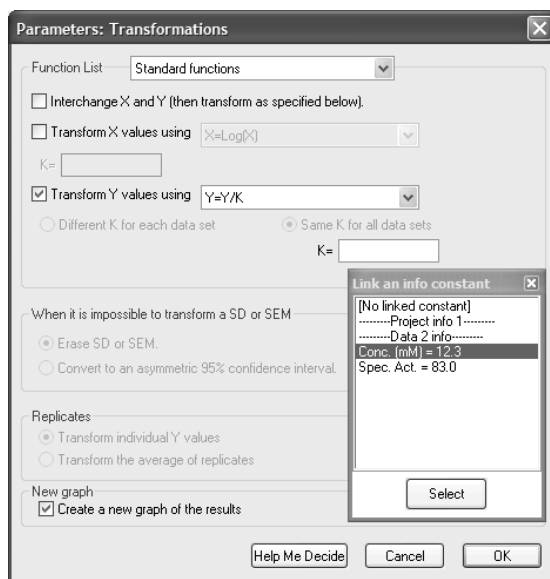 Parameters: Transformations
Function List
Standard functions
Interchange X and Y (then transform as specified below).
Transform X values using
X=Log(X)
K=
Transform Y values using
Y=Y/K
Different K for each data set
Same K for all data sets
K=
Link an info constant
[No linked constant]
---------Project info 1---------
---------Data 2 info---------
Conc. (mM) = 12.3
Spec. Act. = 83.0
Select
When it is impossible to transform a SD or SEM
Erase SD or SEM.
Convert to an asymmetric 95% confidence interval.
Replicates
Transform individual Y values
Transform the average of replicates
New graph
Create a new graph of the results
Help Me Decide
Cancel
OK